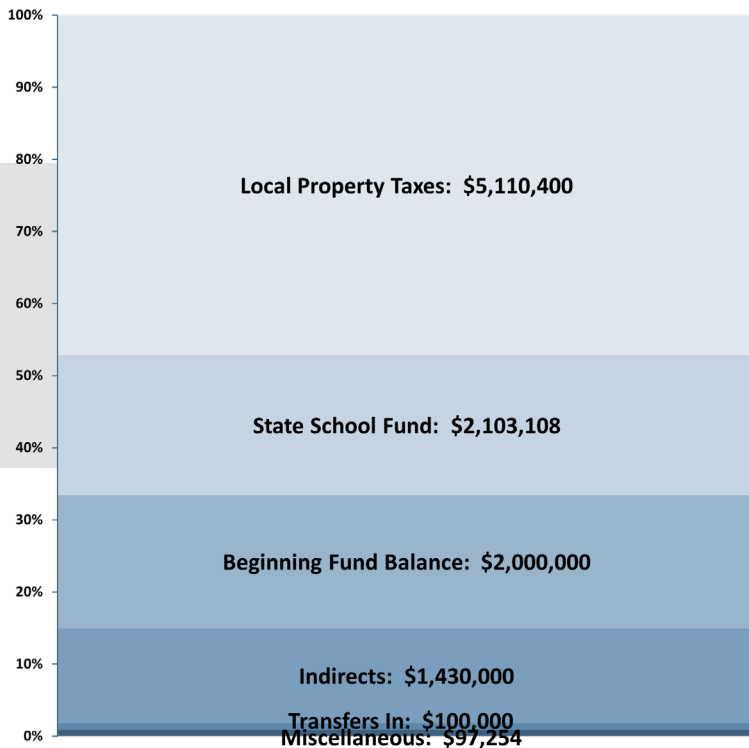 100%
90%
80%
Local Property Taxes: $5,110,400
70%
60%
50%
State School Fund: $2,103,108
40%
30%
Beginning Fund Balance: $2,000,000
20%
10%
Indirects: $1,430,000
Transfers In: $100,000
0%
Miscellaneous: $97,254